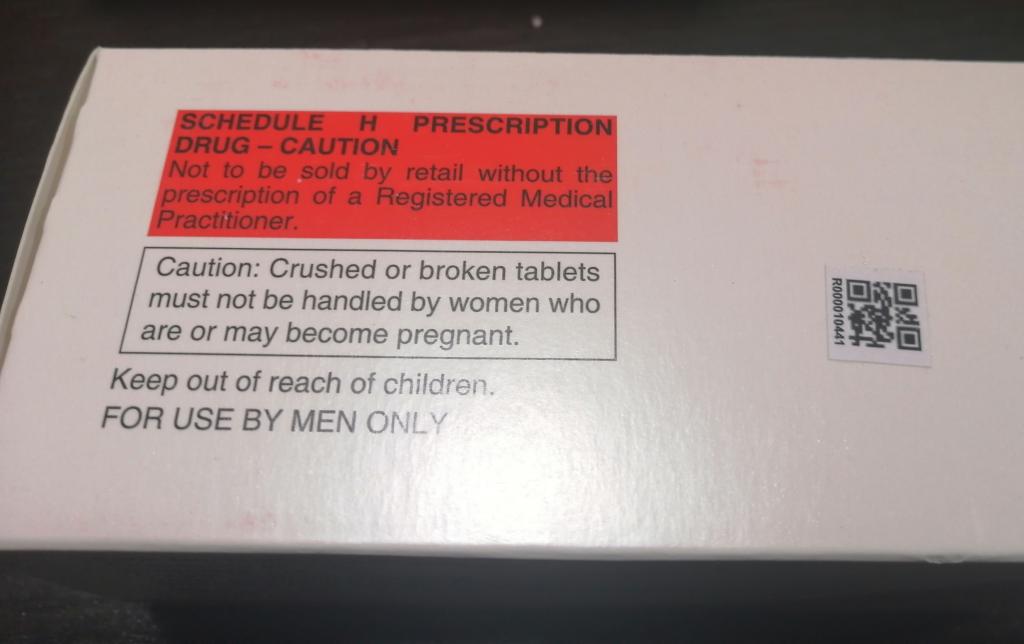 SCHEDULE H PRESCRIPTION
DRUG – CAUTION
Not to be sold by retail without the
prescription of a Registered Medical
Practitioner.
Caution: Crushed or broken tablets
must not be handled by women who
are or may become pregnant.
Keep out of reach of children.
FOR USE BY MEN ONLY
R000010441